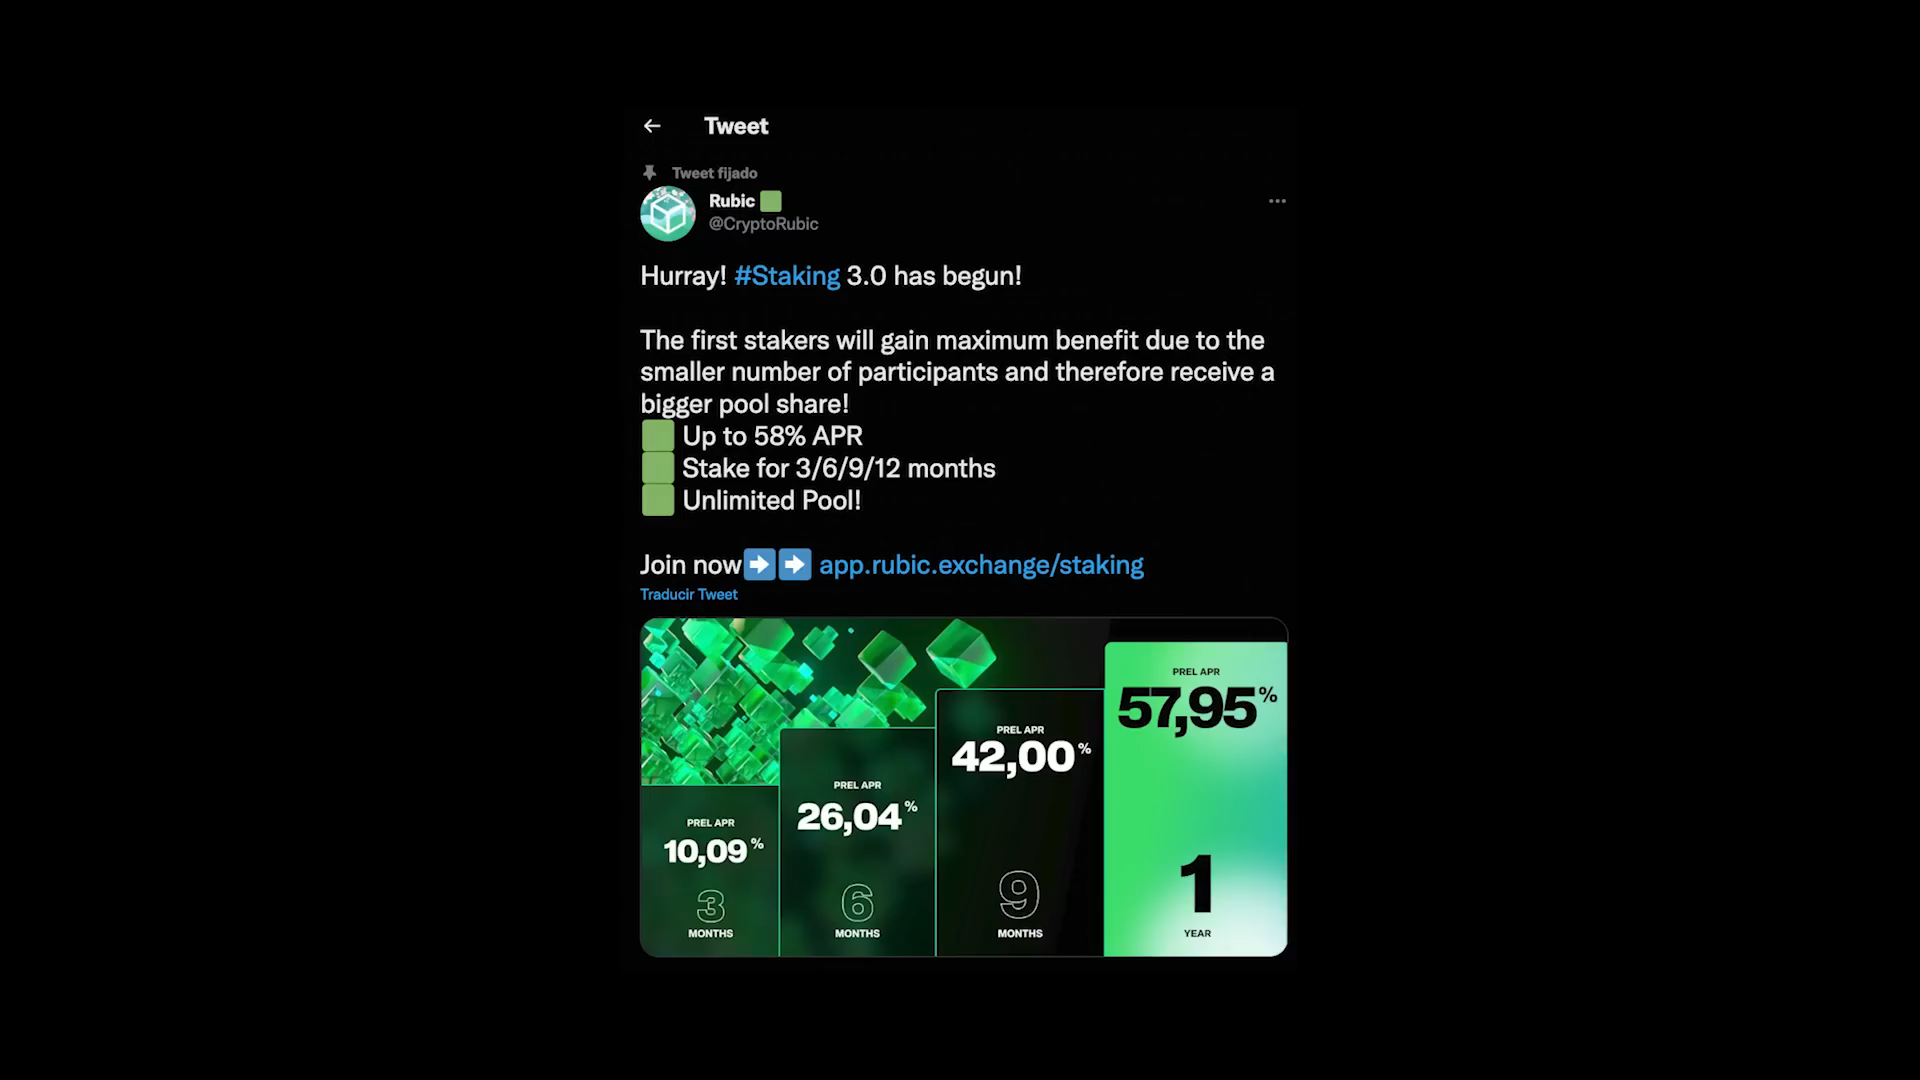 Tweet
Tweet fijado
Rubic
@CryptoRubic
Hurray! #Staking 3.0 has begun!
The first stakers will gain maximum benefit due to the
smaller number of participants and therefore receive a
bigger pool share!
Up to 58% APR
Stake for 3/6/9/12 months
Unlimited Pool!
Join now➡️➡️ app.rubic.exchange/staking
Traducir Tweet
PREL APR
10,09%
3
MONTHS
PREL APR
26,04%
6
MONTHS
PREL APR
42,00%
9
MONTHS
PREL APR
57,95%
1
YEAR